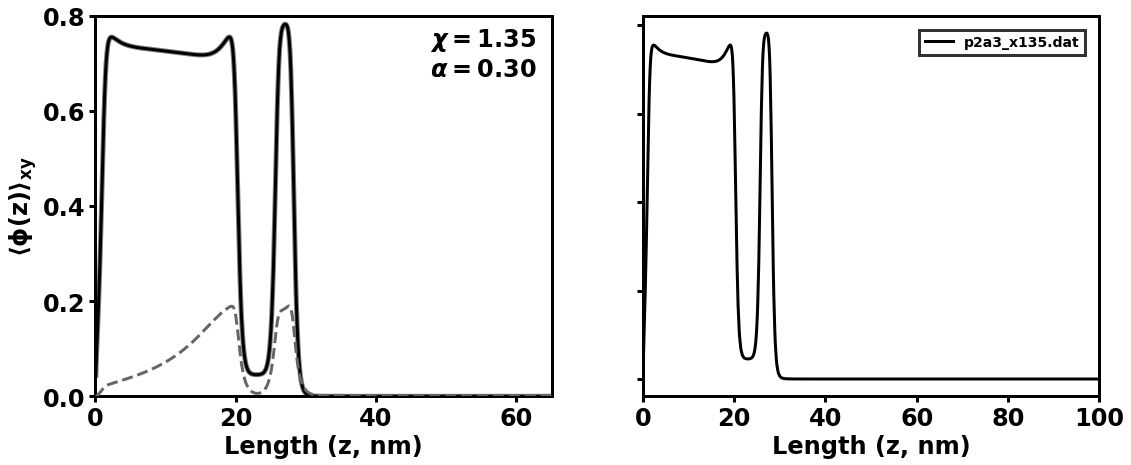 0.8
0.6
0.4
0.2
0.0
⟨ϕ(z)⟩xy
χ = 1.35
α = 0.30
0 20 40 60
Length (z, nm)
p2a3_x135.dat
0 20 40 60 80 100
Length (z, nm)